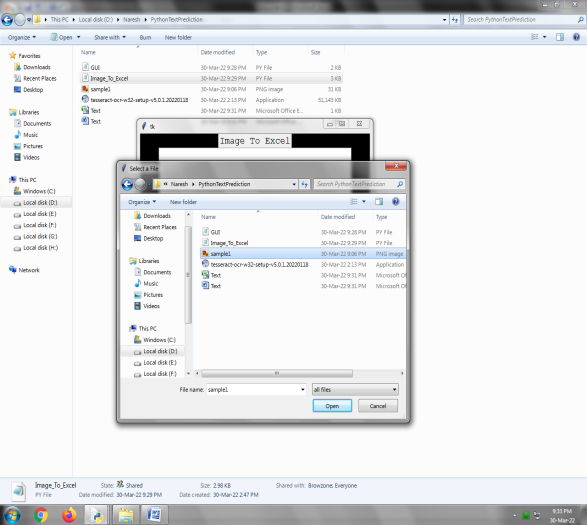 This PC ▸ Local disk (D:) ▸ Naresh ▸ PythonTextPrediction
Search PythonTextPrediction
Organize ▼ Open ▼ Share with ▼ Burn New folder
Name Date modified Type Size
Favorites
Downloads
Recent Places
Desktop
Libraries
Documents
Music
Pictures
Videos
This PC
Windows (C:)
Local disk (D:)
Local disk (E:)
Local disk (F:)
Local disk (G:)
Local disk (H:)
Network
GUI 30-Mar-22 9:28 PM PY File 2 KB
Image_To_Excel 30-Mar-22 9:29 PM PY File 3 KB
sample1 30-Mar-22 9:06 PM PNG image 31 KB
tesseract-ocr-w32-setup-v5.0.1.20220118 30-Mar-22 2:13 PM Application 51,143 KB
Text 30-Mar-22 9:31 PM Microsoft Office E... 1 KB
Text
tk
Image To Excel
Select a File
« Naresh ▸ PythonTextPrediction
Search PythonTextPrediction
Organize ▼ New folder
Name Date modified Type
Downloads
Recent Places
Desktop
Libraries
Documents
Music
Pictures
Videos
This PC
Windows (C:)
Local disk (D:)
Local disk (E:)
Local disk (F:)
GUI 30-Mar-22 9:28 PM PY File
Image_To_Excel 30-Mar-22 9:29 PM PY File
sample1 30-Mar-22 9:06 PM PNG image
tesseract-ocr-w32-setup-v5.0.1.20220118 30-Mar-22 2:13 PM Application
Text 30-Mar-22 9:31 PM Microsoft Of
Text 30-Mar-22 9:31 PM Microsoft Of
File name: sample1 all files
Open Cancel
Image_To_Excel State: Shared Size: 2.98 KB Shared with: Browzone; Everyone
PY File Date modified: 30-Mar-22 9:29 PM Date created: 30-Mar-22 2:47 PM
9:33 PM
30-Mar-22